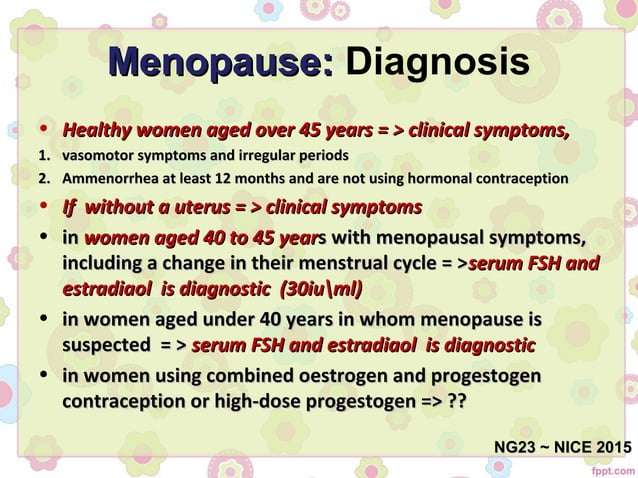 Menopause: Diagnosis
• Healthy women aged over 45 years = > clinical symptoms,
1. vasomotor symptoms and irregular periods
2. Ammenorrhea at least 12 months and are not using hormonal contraception
• If without a uterus = > clinical symptoms
• in women aged 40 to 45 years with menopausal symptoms,
including a change in their menstrual cycle = >serum FSH and
estradiaol is diagnostic (30iu\ml)
• in women aged under 40 years in whom menopause is
suspected = > serum FSH and estradiaol is diagnostic
• in women using combined oestrogen and progestogen
contraception or high-dose progestogen => ??
NG23 ~ NICE 2015
fppt.com